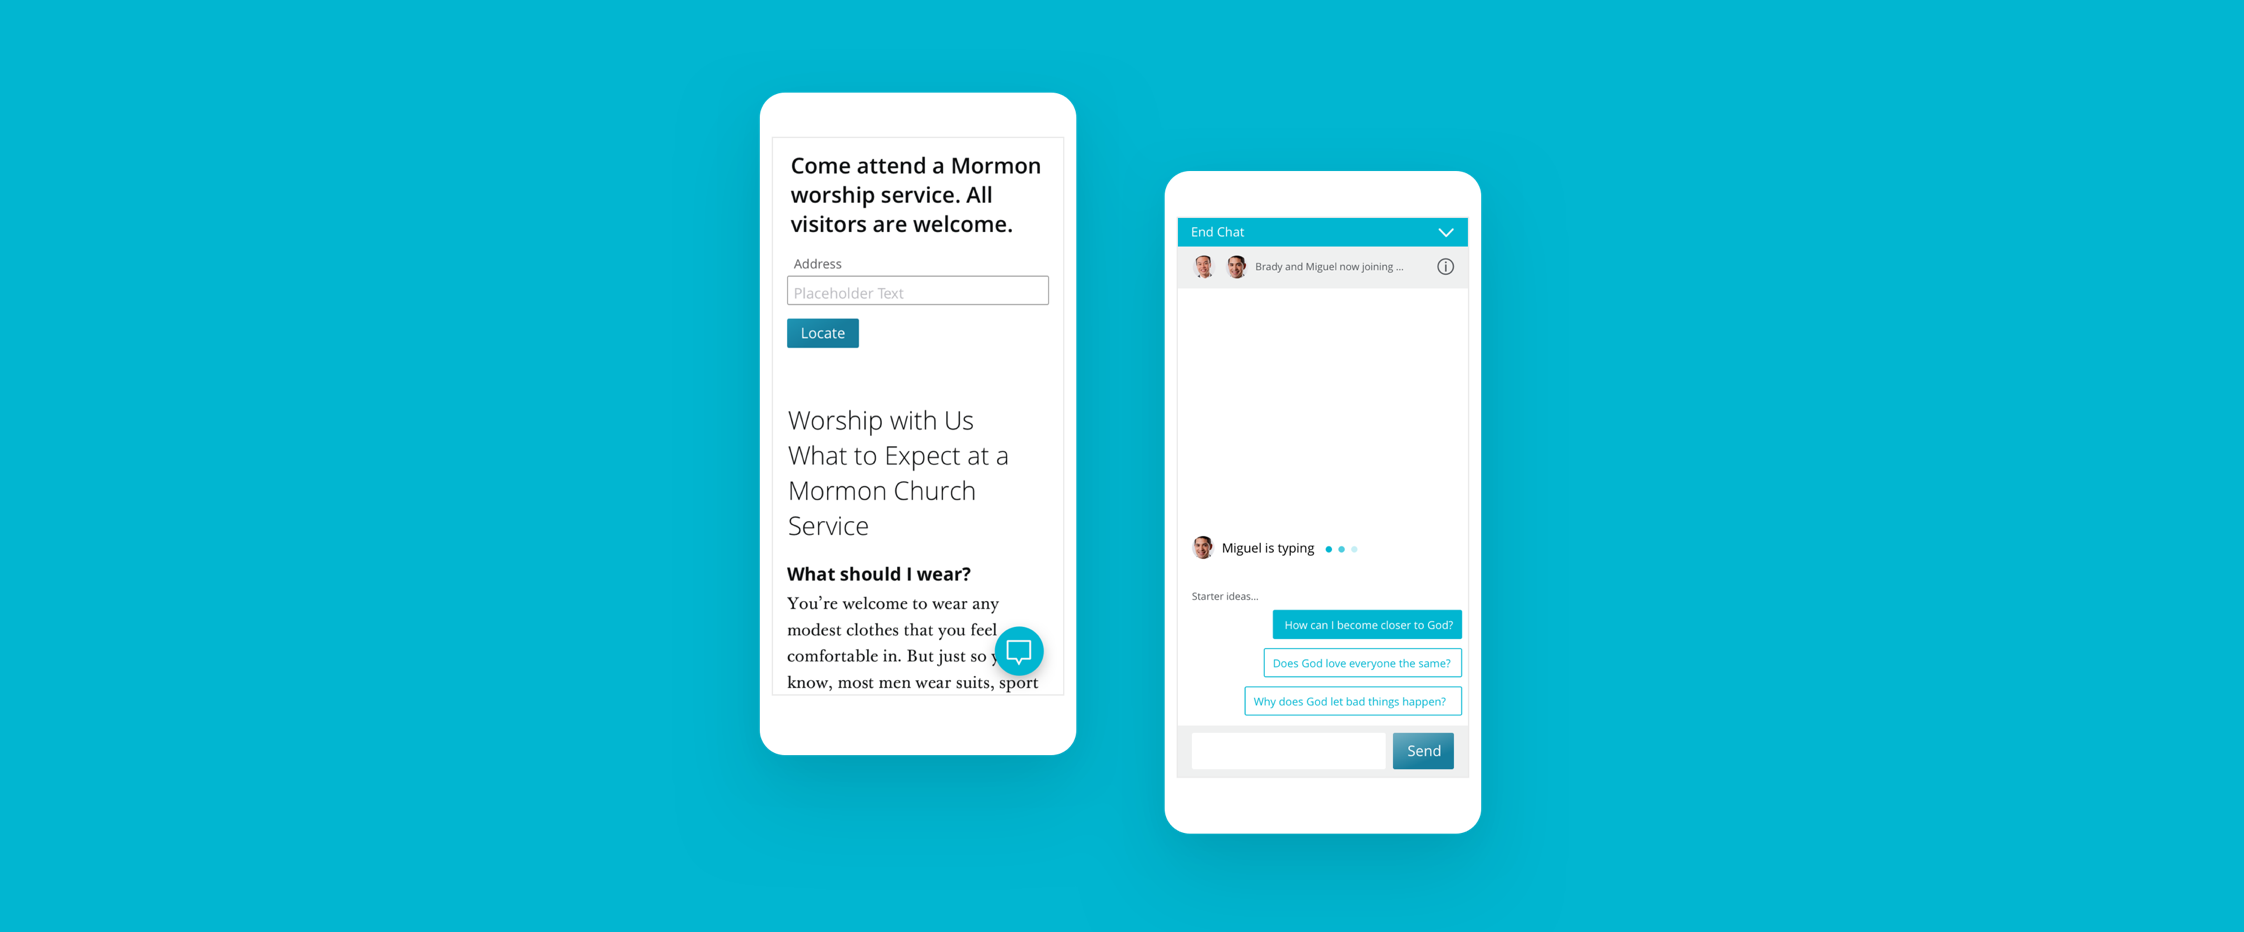 Come attend a Mormon
worship service. All
visitors are welcome.
Address
Placeholder Text
Locate
Worship with Us
What to Expect at a
Mormon Church
Service
What should I wear?
You’re welcome to wear any
modest clothes that you feel
comfortable in. But just so
know, most men wear suits, sport
End Chat
Brady and Miguel now joining ...
Miguel is typing
Starter ideas...
How can I become closer to God?
Does God love everyone the same?
Why does God let bad things happen?
Send